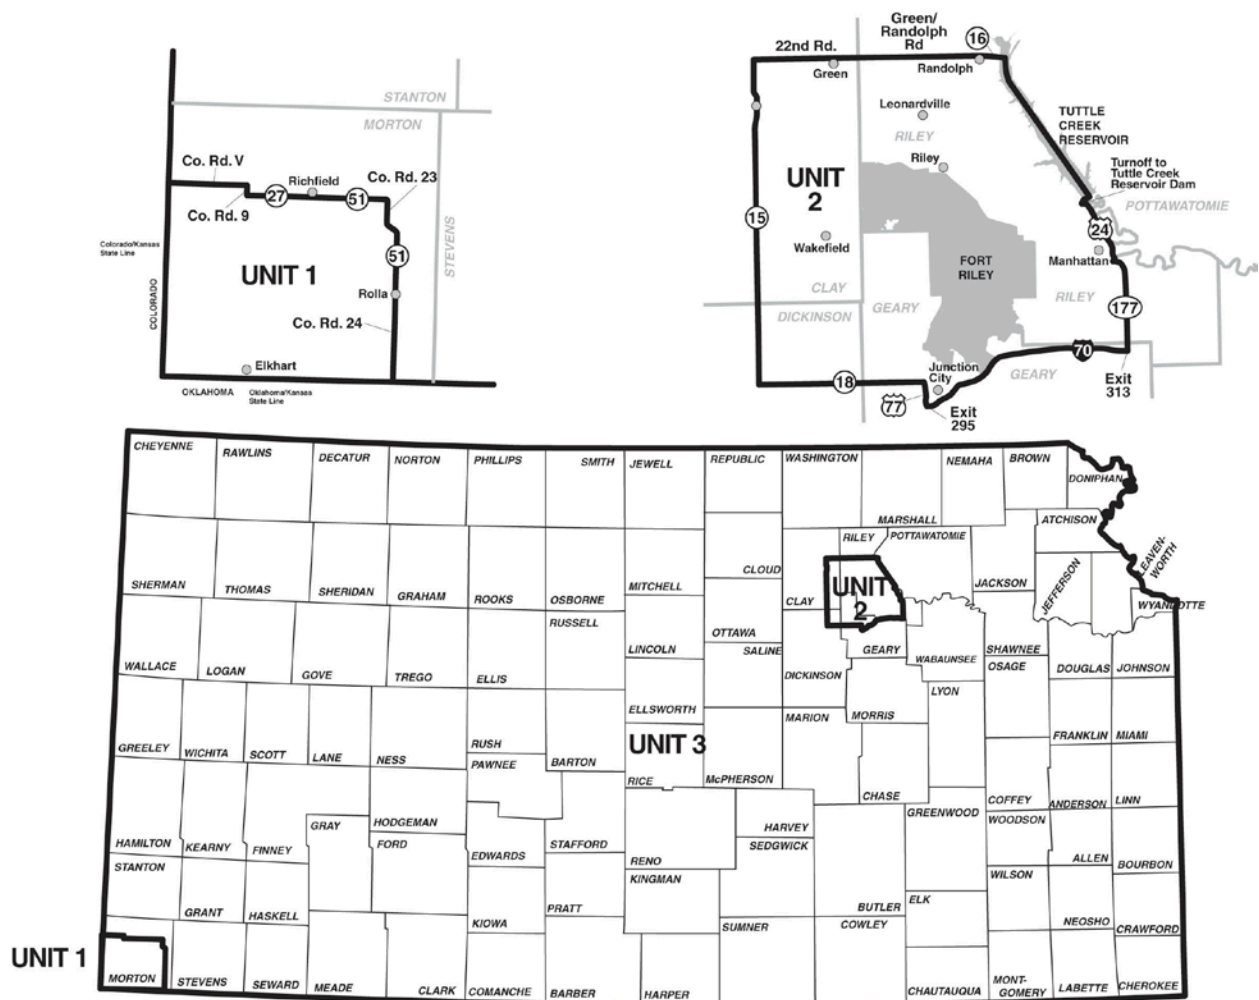 STANTON
MORTON
Co. Rd. V
Richfield
Co. Rd. 23
27
51
Co. Rd. 9
STEVENS
Colorado/Kansas
State Line
51
UNIT 1
Rolla
COLORADO
Co. Rd. 24
Elkhart
OKLAHOMA
Oklahoma/Kansas
State Line
Green/
Randolph
Rd
16
22nd Rd.
Green
Randolph
Leonardville
TUTTLE
CREEK
RESERVOIR
RILEY
Riley
Turnoff to
Tuttle Creek
Reservoir Dam
UNIT
2
POTTAWATOMIE
15
24
Wakefield
FORT
RILEY
Manhattan
CLAY
RILEY
GEARY
DICKINSON
177
70
Junction
City
GEARY
18
Exit
313
77
Exit
295
CHEYENNE
RAWLINS
DECATUR
NORTON
PHILLIPS
SMITH
JEWELL
REPUBLIC
WASHINGTON
NEMAHA
BROWN
DONIPHAN
MARSHALL
ATCHISON
RILEY
POTTAWATOMIE
LEAVEN-
WORTH
CLOUD
SHERMAN
THOMAS
SHERIDAN
GRAHAM
ROOKS
OSBORNE
MITCHELL
CLAY
UNIT
2
JACKSON
JEFFERSON
WYANDOTTE
RUSSELL
OTTAWA
LINCOLN
SALINE
GEARY
WABAUNSEE
SHAWNEE
OSAGE
DOUGLAS
JOHNSON
WALLACE
LOGAN
GOVE
TREGO
ELLIS
DICKINSON
LYON
ELLSWORTH
MARION
MORRIS
GREELEY
WICHITA
SCOTT
LANE
NESS
RUSH
UNIT 3
FRANKLIN
MIAMI
PAWNEE
BARTON
RICE
McPHERSON
CHASE
COFFEY
ANDERSON
LINN
GREENWOOD
WOODSON
HAMILTON
KEARNY
FINNEY
GRAY
HODGEMAN
FORD
EDWARDS
STAFFORD
RENO
HARVEY
SEDGWICK
ALLEN
BOURBON
STANTON
KINGMAN
WILSON
GRANT
HASKELL
KIOWA
PRATT
SUMNER
BUTLER
COWLEY
ELK
NEOSHO
CRAWFORD
UNIT 1
MORTON
STEVENS
SEWARD
MEADE
CLARK
COMANCHE
BARBER
HARPER
CHAUTAUQUA
MONT-
GOMERY
LABETTE
CHEROKEE